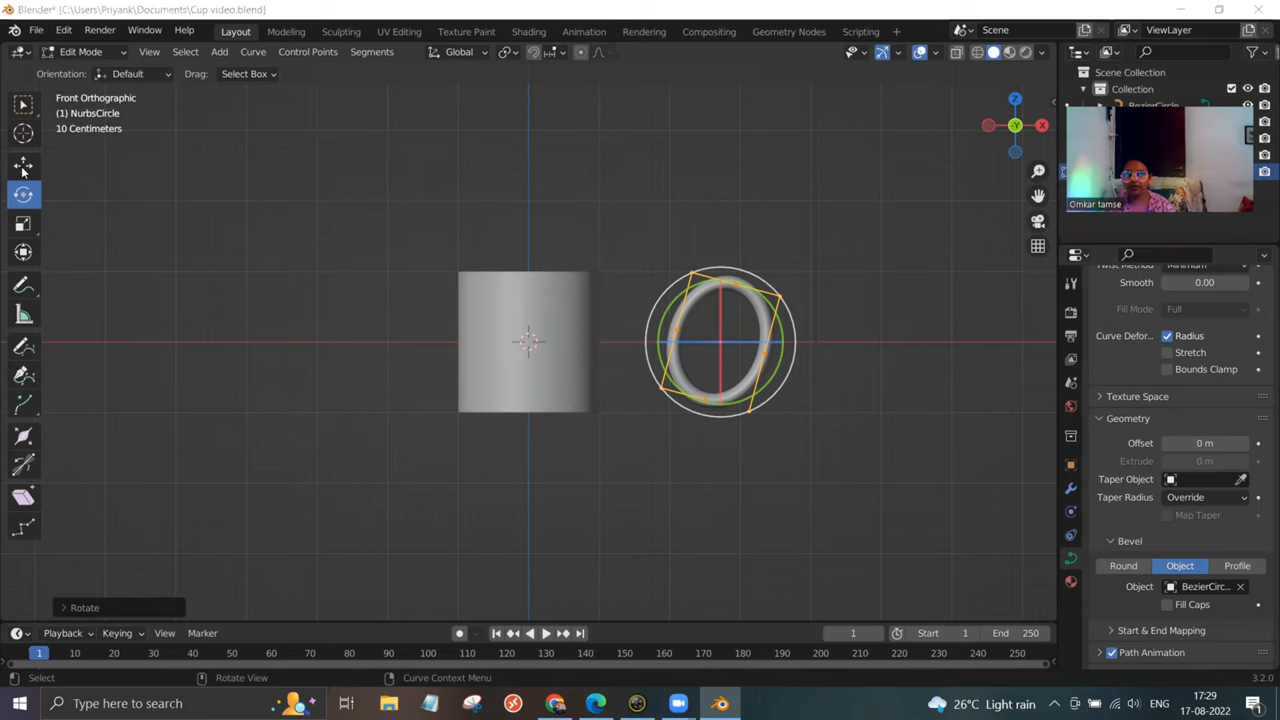 Blender* [C:\Users\Priyank\Documents\Cup video.blend]
File Edit Render Window Help Layout Modeling Sculpting UV Editing Texture Paint Shading Animation Rendering Compositing Geometry Nodes Scripting + Scene ViewLayer
Edit Mode View Select Add Curve Control Points Segments Global
Orientation: Default Drag: Select Box
Scene Collection
Collection
BezierCircle
Front Orthographic
(1) NurbsCircle
10 Centimeters
Z
-Y
X
Omkar tamse
Twist Method Minimum
Smooth 0.00
Fill Mode Full
Curve Defor... Radius
Stretch
Bounds Clamp
Texture Space
Geometry
Offset 0 m
Extrude 0 m
Taper Object
Taper Radius Override
Map Taper
Bevel
Round Object Profile
Object BezierCirc...
Fill Caps
Start & End Mapping
Path Animation
Rotate
Playback Keying View Marker 1 Start 1 End 250
1 10 20 30 40 50 60 70 80 90 100 110 120 130 140 150 160 170 180 190 200 210 220 230 240 250
Select Rotate View Curve Context Menu 3.2.0
Type here to search 26°C Light rain ENG 17:29
17-08-2022 1